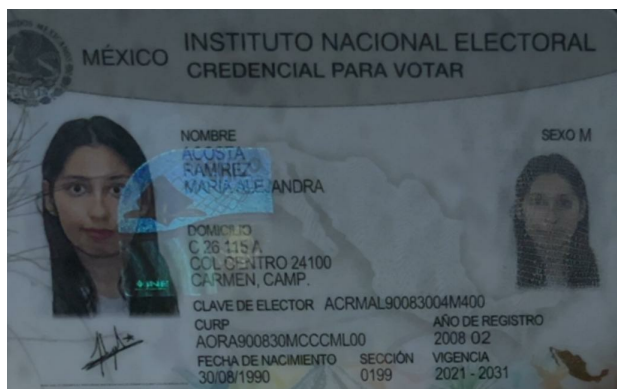 MÉXICO
INSTITUTO NACIONAL ELECTORAL
CREDENCIAL PARA VOTAR
NOMBRE
ACOSTA
RAMIREZ
MARIA ALEJANDRA
SEXO M
DOMICILIO
C 26 115 A
COL CENTRO 24100
CARMEN, CAMP.
CLAVE DE ELECTOR ACRMAL90083004M400
CURP
AORA900830MCCCML00
AÑO DE REGISTRO
2008 02
FECHA DE NACIMIENTO
30/08/1990
SECCIÓN
0199
VIGENCIA
2021 - 2031